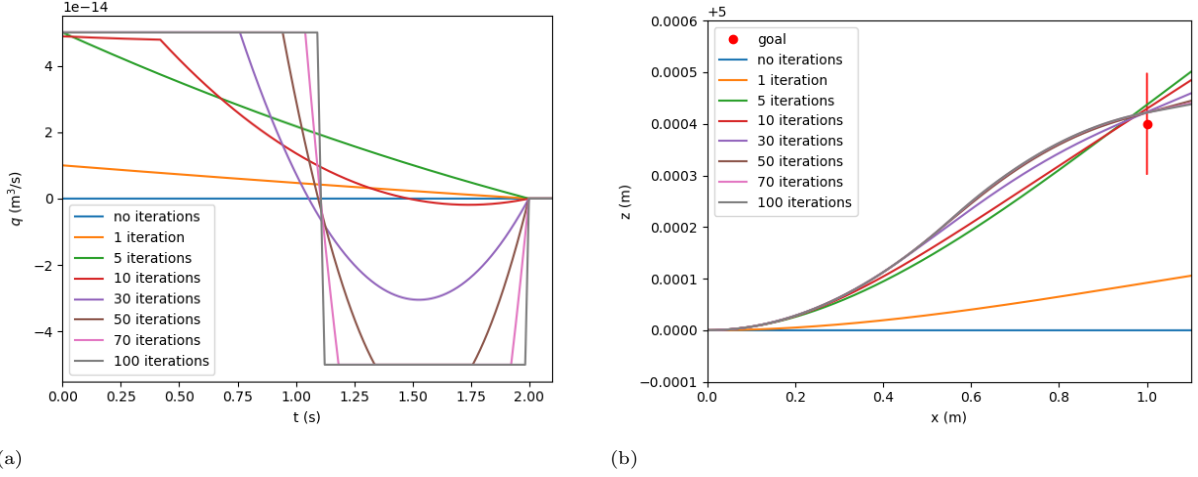 1e−14
4
2
0
−2
−4
q (m³/s)
no iterations
1 iteration
5 iterations
10 iterations
30 iterations
50 iterations
70 iterations
100 iterations
0.00 0.25 0.50 0.75 1.00 1.25 1.50 1.75 2.00
t (s)
(a)
+5
0.0006
0.0005
0.0004
0.0003
0.0002
0.0001
0.0000
−0.0001
z (m)
goal
no iterations
1 iteration
5 iterations
10 iterations
30 iterations
50 iterations
70 iterations
100 iterations
0.0 0.2 0.4 0.6 0.8 1.0
x (m)
(b)